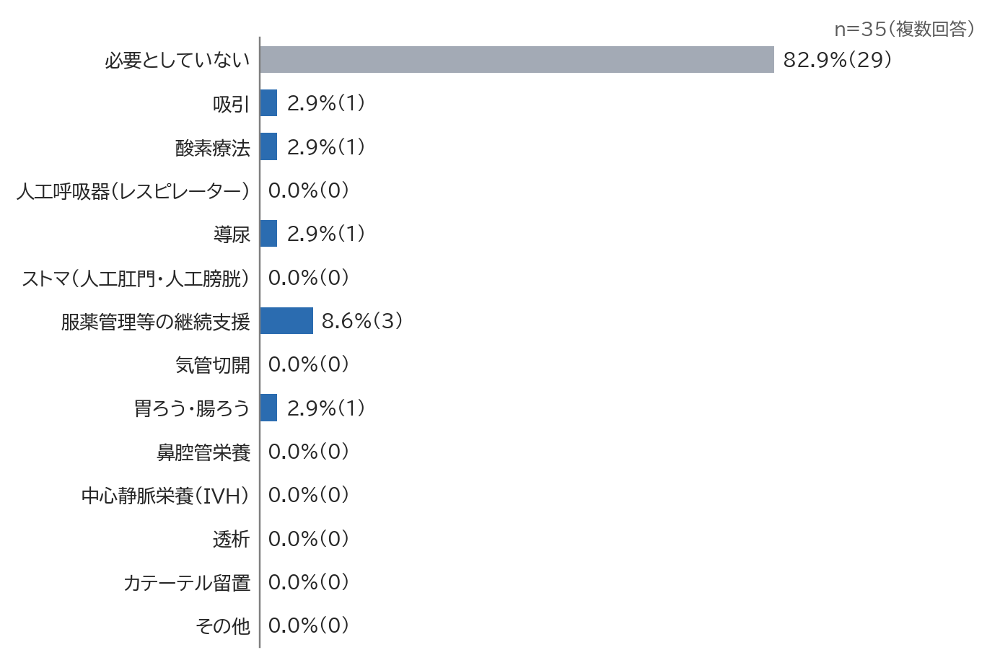 n=35（複数回答）
必要としていない 82.9%（29）
吸引 2.9%（1）
酸素療法 2.9%（1）
人工呼吸器（レスピレーター） 0.0%（0）
導尿 2.9%（1）
ストマ（人工肛門・人工膀胱） 0.0%（0）
服薬管理等の継続支援 8.6%（3）
気管切開 0.0%（0）
胃ろう・腸ろう 2.9%（1）
鼻腔管栄養 0.0%（0）
中心静脈栄養（IVH） 0.0%（0）
透析 0.0%（0）
カテーテル留置 0.0%（0）
その他 0.0%（0）